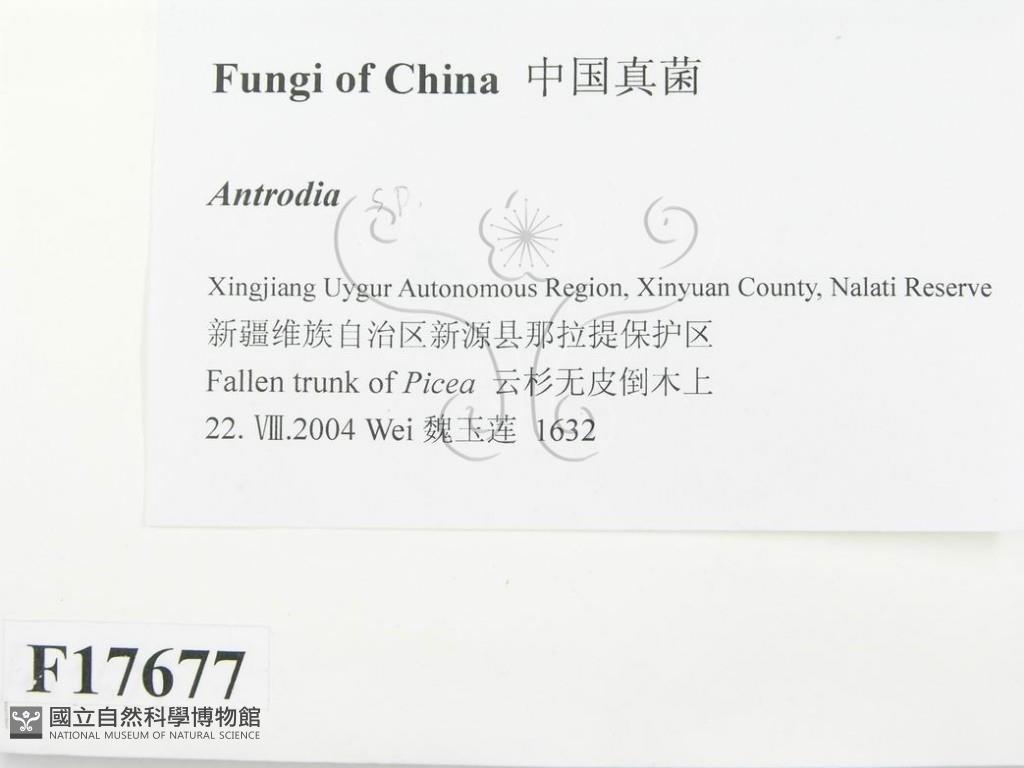 Fungi of China 中国真菌
Antrodia sp.
Xingjiang Uygur Autonomous Region, Xinyuan County, Nalati Reserve
新疆维族自治区新源县那拉提保护区
Fallen trunk of Picea 云杉无皮倒木上
22. Ⅷ.2004 Wei 魏玉莲 1632
F17677
國立自然科學博物館
NATIONAL MUSEUM OF NATURAL SCIENCE